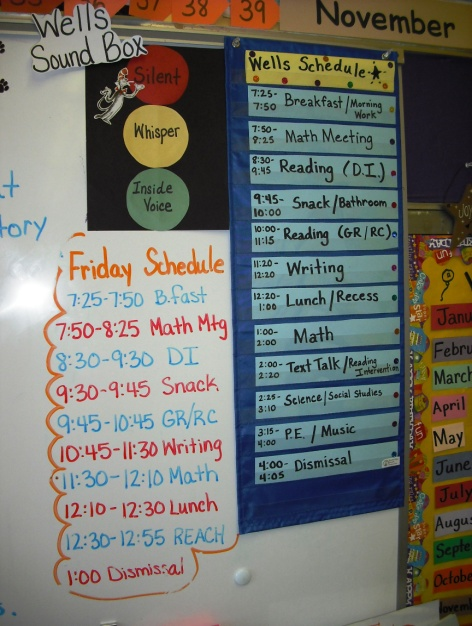 38 39
November
Well's
Sound Box
Silent
Whisper
Inside
Voice
tory
Friday Schedule
7:25-7:50 B.fast
7:50-8:25 Math Mtg
8:30-9:30 DI
9:30-9:45 Snack
9:45-10:45 GR/RC
10:45-11:30 Writing
11:30-12:10 Math
12:10-12:30 Lunch
12:30-12:55 REACH
1:00 Dismissal
Wells Schedule
7:25-
7:50 Breakfast/Morning Work
7:50-
8:25 Math Meeting
8:30-
9:45 Reading (D.I.)
9:45-
10:00 Snack/Bathroom
10:00-
11:15 Reading (GR/RC)
11:20-
12:20 Writing
12:20-
1:00 Lunch/Recess
1:00-
2:00 Math
2:00-
2:20 Text Talk/Reading Intervention
2:25-
3:10 Science/Social Studies
3:15-
4:00 P.E./Music
4:00-
4:05 Dismissal
Janu
Febru
March
April
May
June
July
Augus
Septe
October